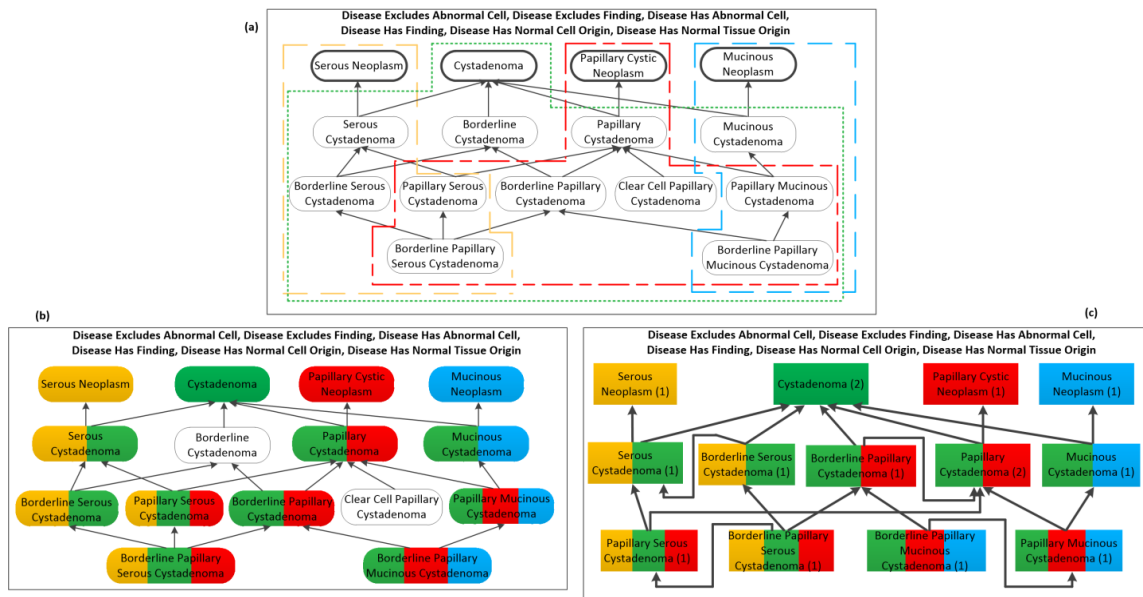 (a)
Disease Excludes Abnormal Cell, Disease Excludes Finding, Disease Has Abnormal Cell,
Disease Has Finding, Disease Has Normal Cell Origin, Disease Has Normal Tissue Origin
Serous Neoplasm
Cystadenoma
Papillary Cystic
Neoplasm
Mucinous
Neoplasm
Serous
Cystadenoma
Borderline
Cystadenoma
Papillary
Cystadenoma
Mucinous
Cystadenoma
Borderline Serous
Cystadenoma
Papillary Serous
Cystadenoma
Borderline Papillary
Cystadenoma
Clear Cell Papillary
Cystadenoma
Papillary Mucinous
Cystadenoma
Borderline Papillary
Serous Cystadenoma
Borderline Papillary
Mucinous Cystadenoma
(b)
Disease Excludes Abnormal Cell, Disease Excludes Finding, Disease Has Abnormal Cell,
Disease Has Finding, Disease Has Normal Cell Origin, Disease Has Normal Tissue Origin
Serous Neoplasm
Cystadenoma
Papillary Cystic
Neoplasm
Mucinous
Neoplasm
Serous
Cystadenoma
Borderline
Cystadenoma
Papillary
Cystadenoma
Mucinous
Cystadenoma
Borderline Serous
Cystadenoma
Papillary Serous
Cystadenoma
Borderline Papillary
Cystadenoma
Clear Cell Papillary
Cystadenoma
Papillary Mucinous
Cystadenoma
Borderline Papillary
Serous Cystadenoma
Borderline Papillary
Mucinous Cystadenoma
(c)
Disease Excludes Abnormal Cell, Disease Excludes Finding, Disease Has Abnormal Cell,
Disease Has Finding, Disease Has Normal Cell Origin, Disease Has Normal Tissue Origin
Serous
Neoplasm (1)
Cystadenoma (2)
Papillary Cystic
Neoplasm (1)
Mucinous
Neoplasm (1)
Serous
Cystadenoma (1)
Borderline Serous
Cystadenoma (1)
Borderline Papillary
Cystadenoma (1)
Papillary
Cystadenoma (2)
Mucinous
Cystadenoma (1)
Papillary Serous
Cystadenoma (1)
Borderline Papillary
Serous
Cystadenoma (1)
Borderline Papillary
Mucinous
Cystadenoma (1)
Papillary Mucinous
Cystadenoma (1)